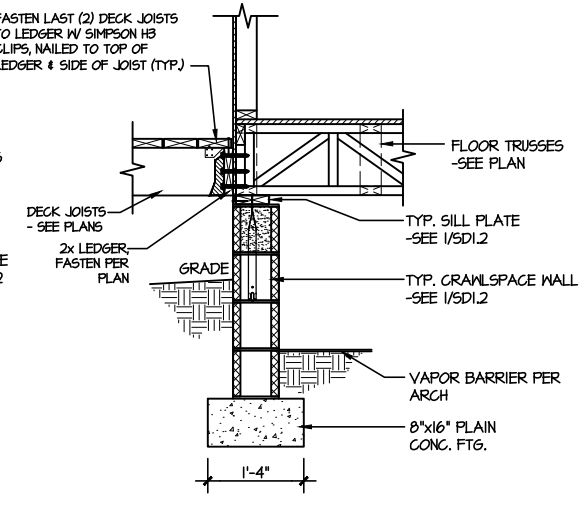 FASTEN LAST (2) DECK JOISTS
TO LEDGER W/ SIMPSON H3
CLIPS, NAILED TO TOP OF
LEDGER & SIDE OF JOIST (TYP.)
FLOOR TRUSSES
-SEE PLAN
DECK JOISTS
- SEE PLANS
2x LEDGER,
FASTEN PER
PLAN
TYP. SILL PLATE
-SEE 1/SD1.2
GRADE
TYP. CRAWLSPACE WALL
-SEE 1/SD1.2
VAPOR BARRIER PER
ARCH
8"x16" PLAIN
CONC. FTG.
1'-4"